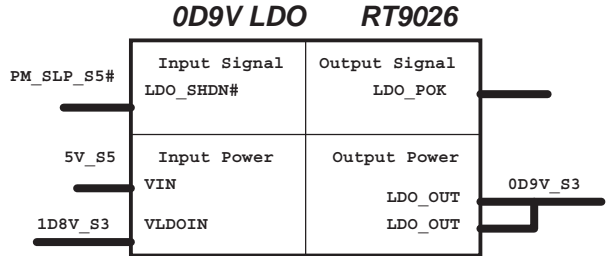 0D9V LDO RT9026
Input Signal Output Signal
PM_SLP_S5# LDO_SHDN# LDO_POK
5V_S5 Input Power Output Power
VIN LDO_OUT 0D9V_S3
1D8V_S3 VLDOIN LDO_OUT